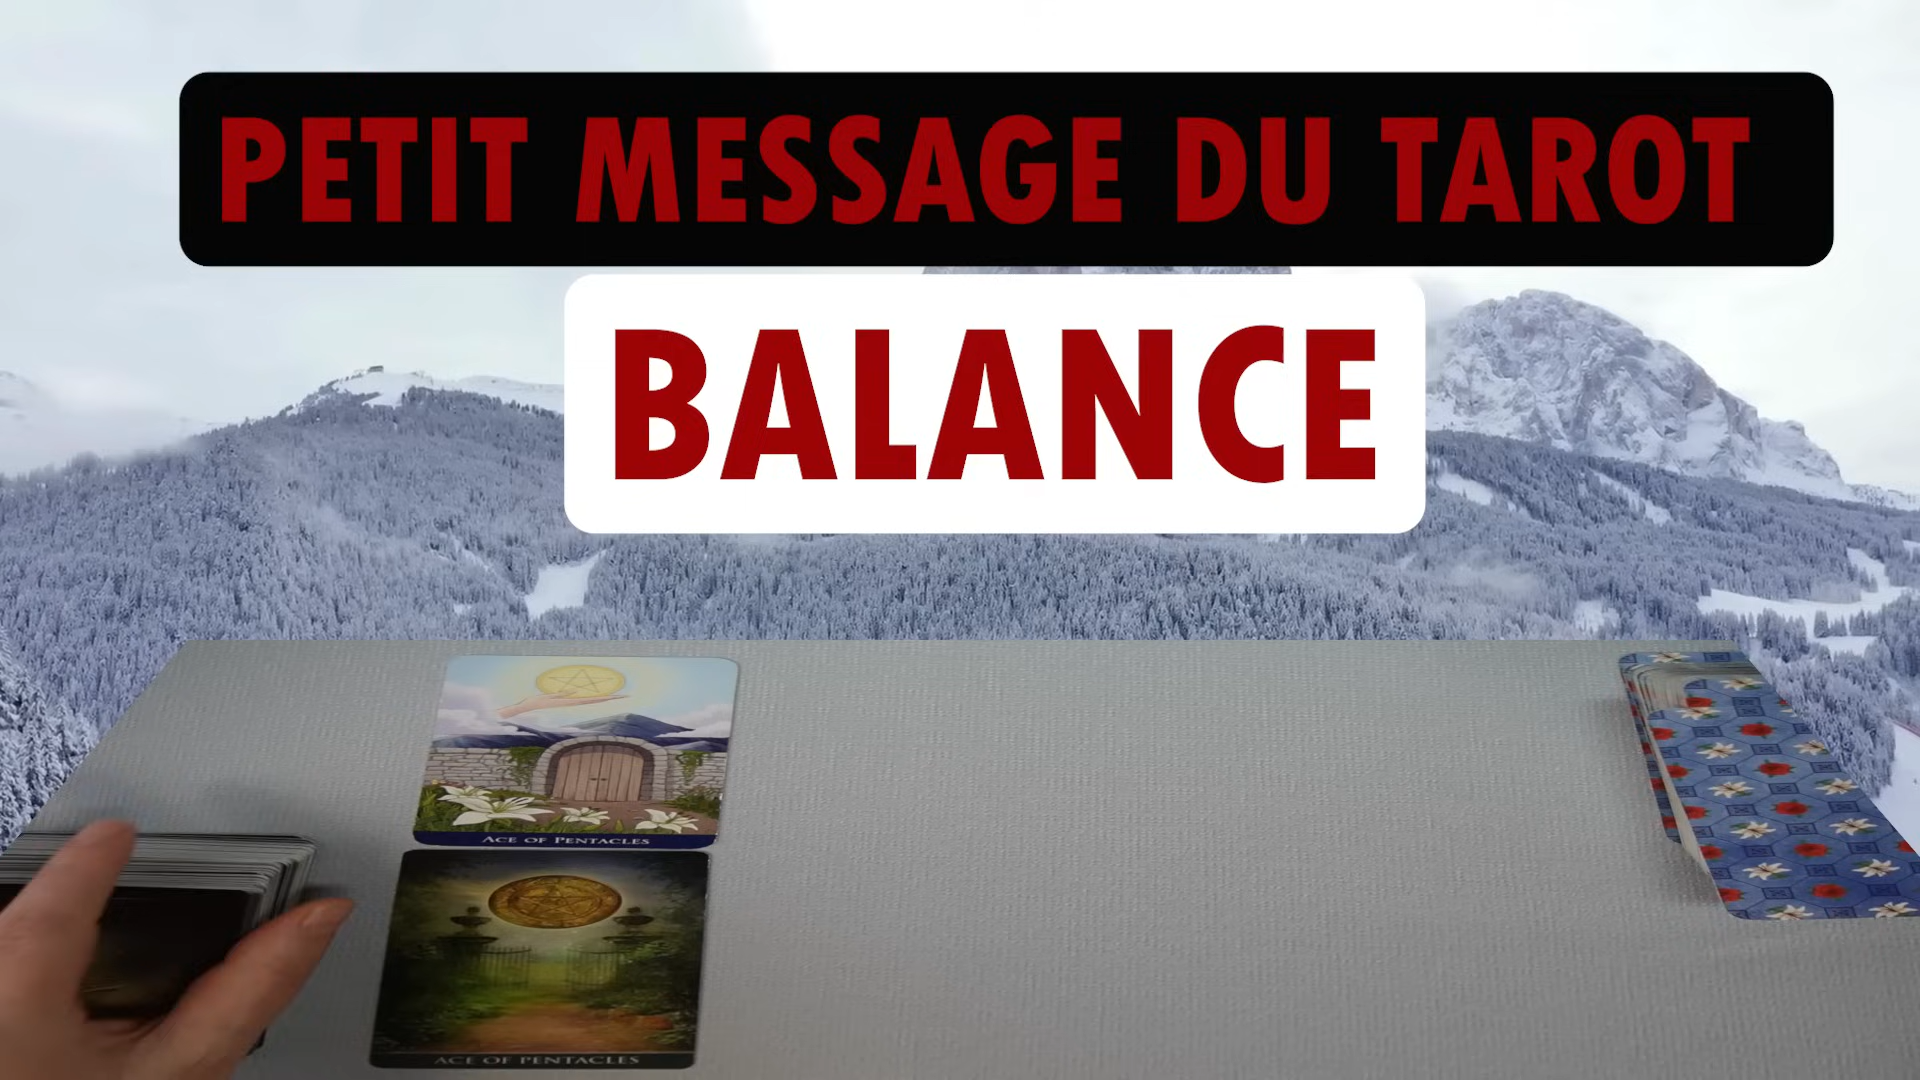 PETIT MESSAGE DU TAROT
BALANCE
ACE OF PENTACLES
ACE OF PENTACLES